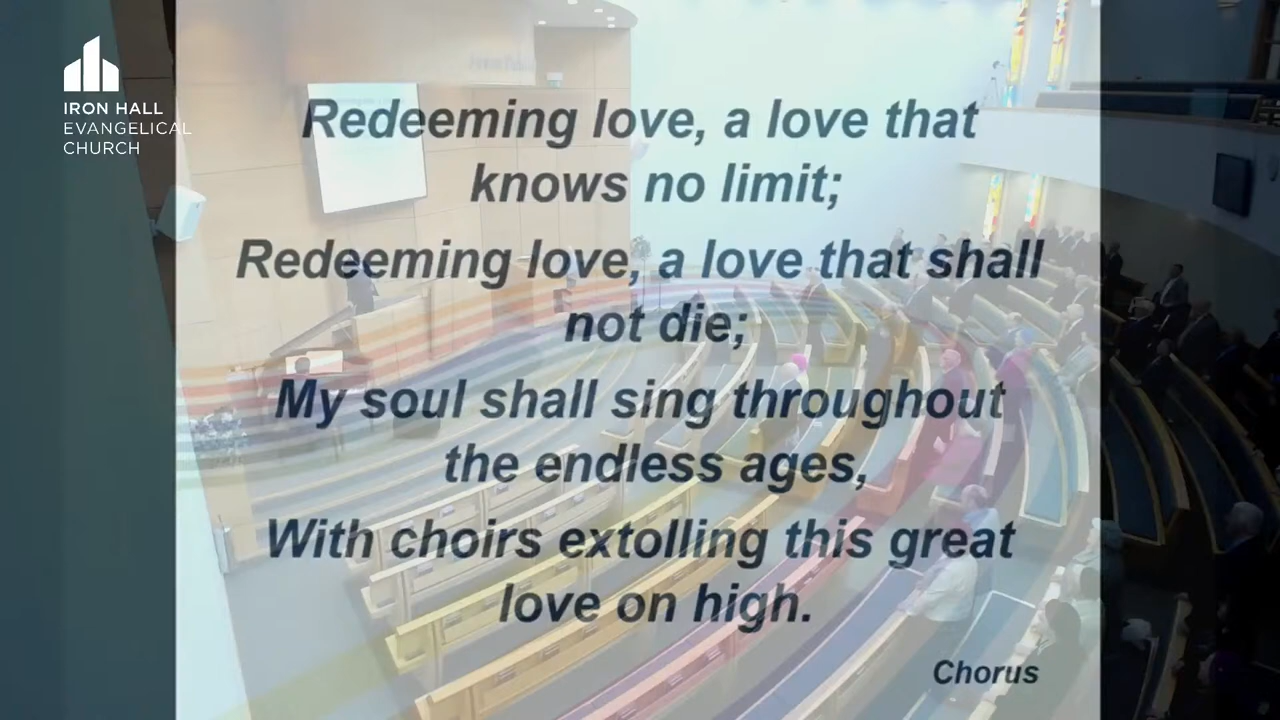 IRON HALL
EVANGELICAL
CHURCH
Redeeming love, a love that
knows no limit;
Redeeming love, a love that shall
not die;
My soul shall sing throughout
the endless ages,
With choirs extolling this great
love on high.
Chorus